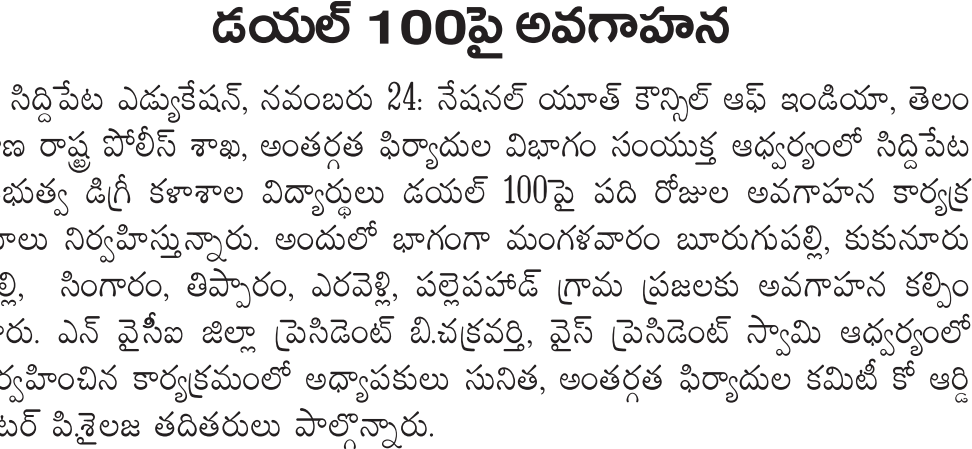 డయల్ 100పై అవగాహన
సిద్దిపేట ఎడ్యుకేషన్, నవంబరు 24: నేషనల్ యూత్ కౌన్సిల్ ఆఫ్ ఇండియా, తెలం
ణ రాష్ట్ర పోలీస్ శాఖ, అంతర్గత ఫిర్యాదుల విభాగం సంయుక్త ఆధ్వర్యంలో సిద్దిపేట
భుత్వ డిగ్రీ కళాశాల విద్యార్థులు డయల్ 100పై పది రోజుల అవగాహన కార్యక్ర
మాలు నిర్వహిస్తున్నారు. అందులో భాగంగా మంగళవారం బూరుగుపల్లి, కుకునూరు
ల్లి, సింగారం, తిప్పారం, ఎరవెళ్లి, పల్లెపహాడ్ గ్రామ ప్రజలకు అవగాహన కల్పిం
రు. ఎన్ వైసీఐ జిల్లా ప్రెసిడెంట్ బి.చక్రవర్తి, వైస్ ప్రెసిడెంట్ స్వామి ఆధ్వర్యంలో
ర్వహించిన కార్యక్రమంలో అధ్యాపకులు సునిత, అంతర్గత ఫిర్యాదుల కమిటీ కో ఆర్డి
టర్ పి.శైలజ తదితరులు పాల్గొన్నారు.